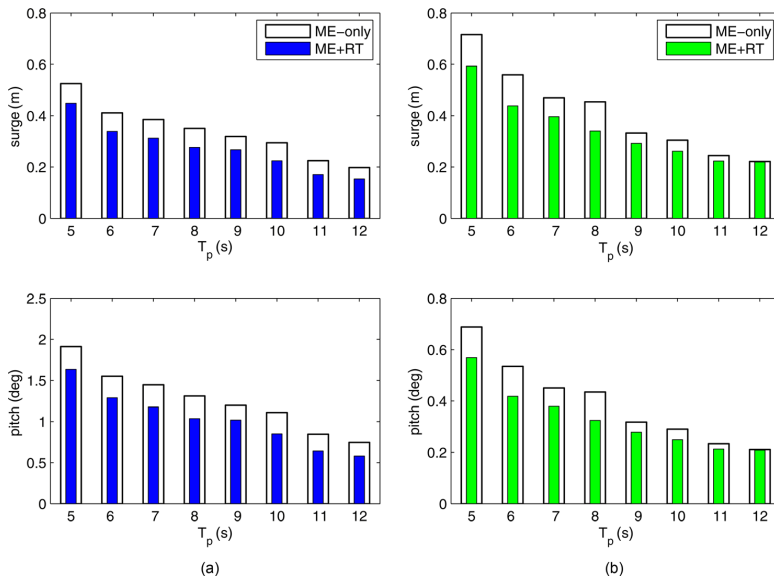 0.8
0.6
0.4
0.2
0
surge (m)
5 6 7 8 9 10 11 12
T_p (s)
ME−only
ME+RT
0.8
0.6
0.4
0.2
0
surge (m)
5 6 7 8 9 10 11 12
T_p (s)
ME−only
ME+RT
2.5
2
1.5
1
0.5
0
pitch (deg)
5 6 7 8 9 10 11 12
T_p (s)
(a)
0.8
0.6
0.4
0.2
0
pitch (deg)
5 6 7 8 9 10 11 12
T_p (s)
(b)